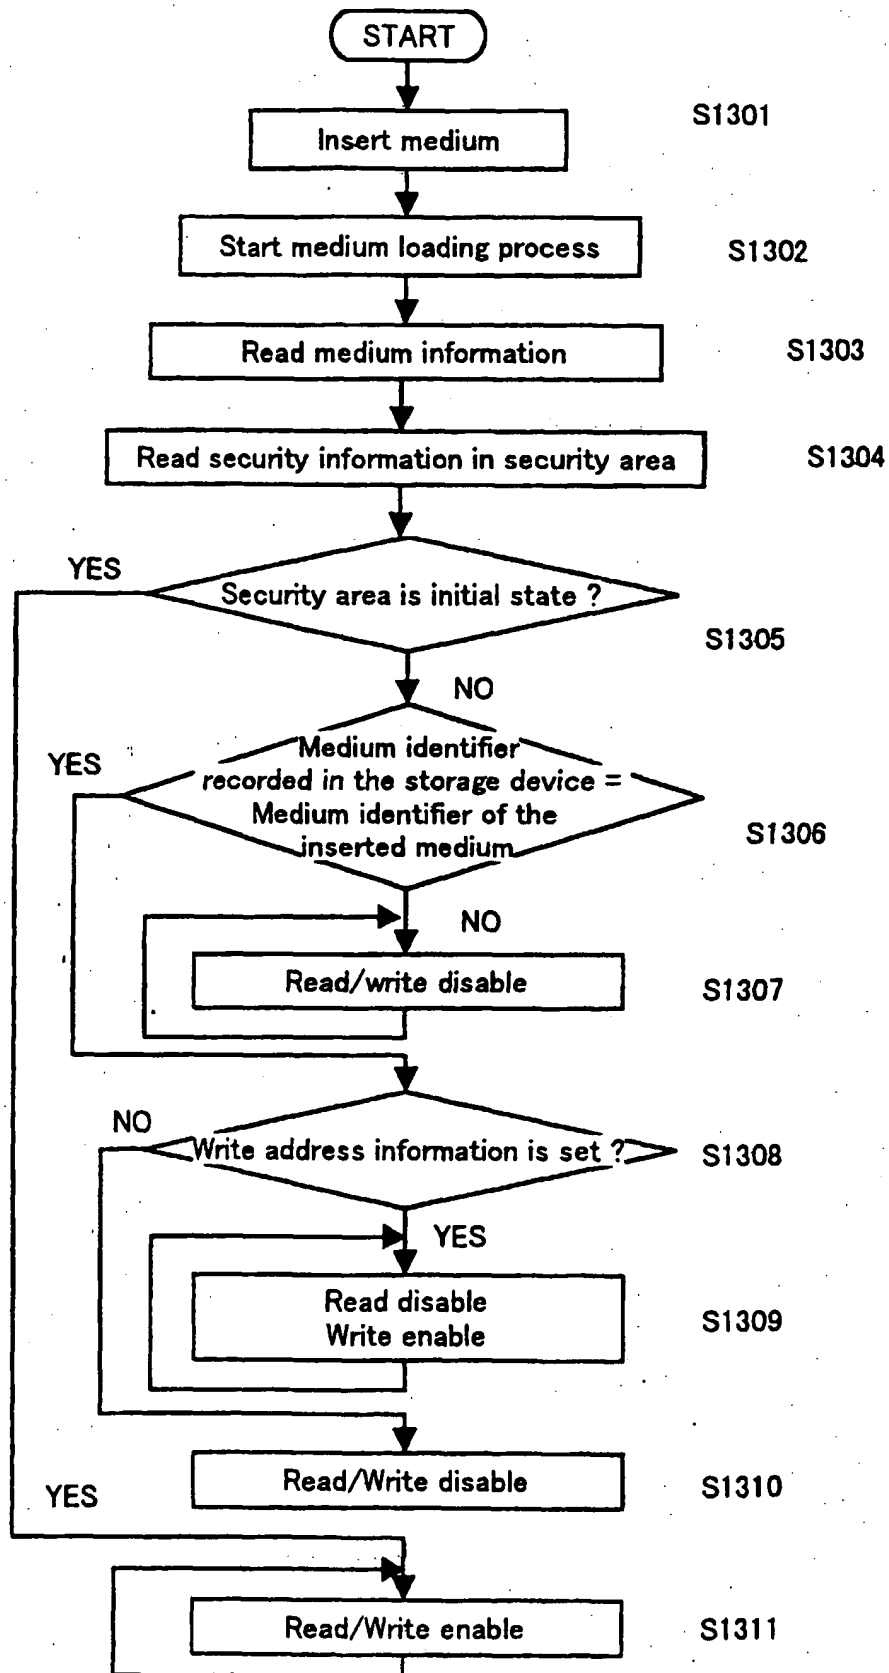 START
S1301
Insert medium
Start medium loading process
S1302
Read medium information
S1303
Read security information in security area
S1304
YES
Security area is initial state ?
S1305
NO
YES
Medium identifier
recorded in the storage device =
Medium identifier of the
inserted medium
S1306
NO
Read/write disable
S1307
NO
Write address information is set ?
S1308
YES
Read disable
Write enable
S1309
Read/Write disable
S1310
YES
Read/Write enable
S1311